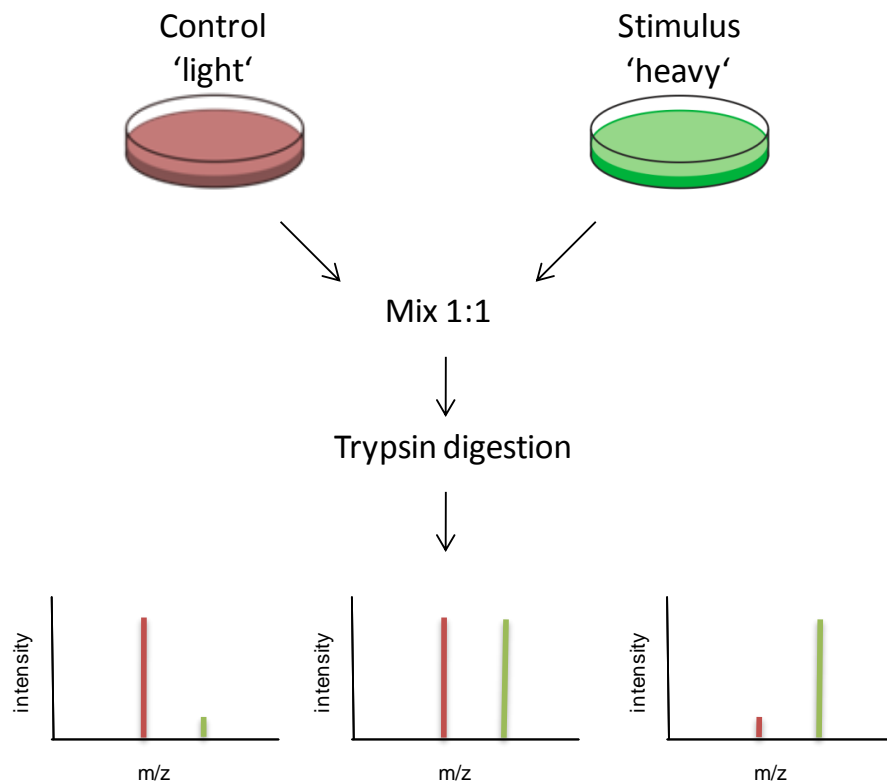 Control
‘light‘
Stimulus
‘heavy‘
Mix 1:1
Trypsin digestion
intensity
m/z
intensity
m/z
intensity
m/z